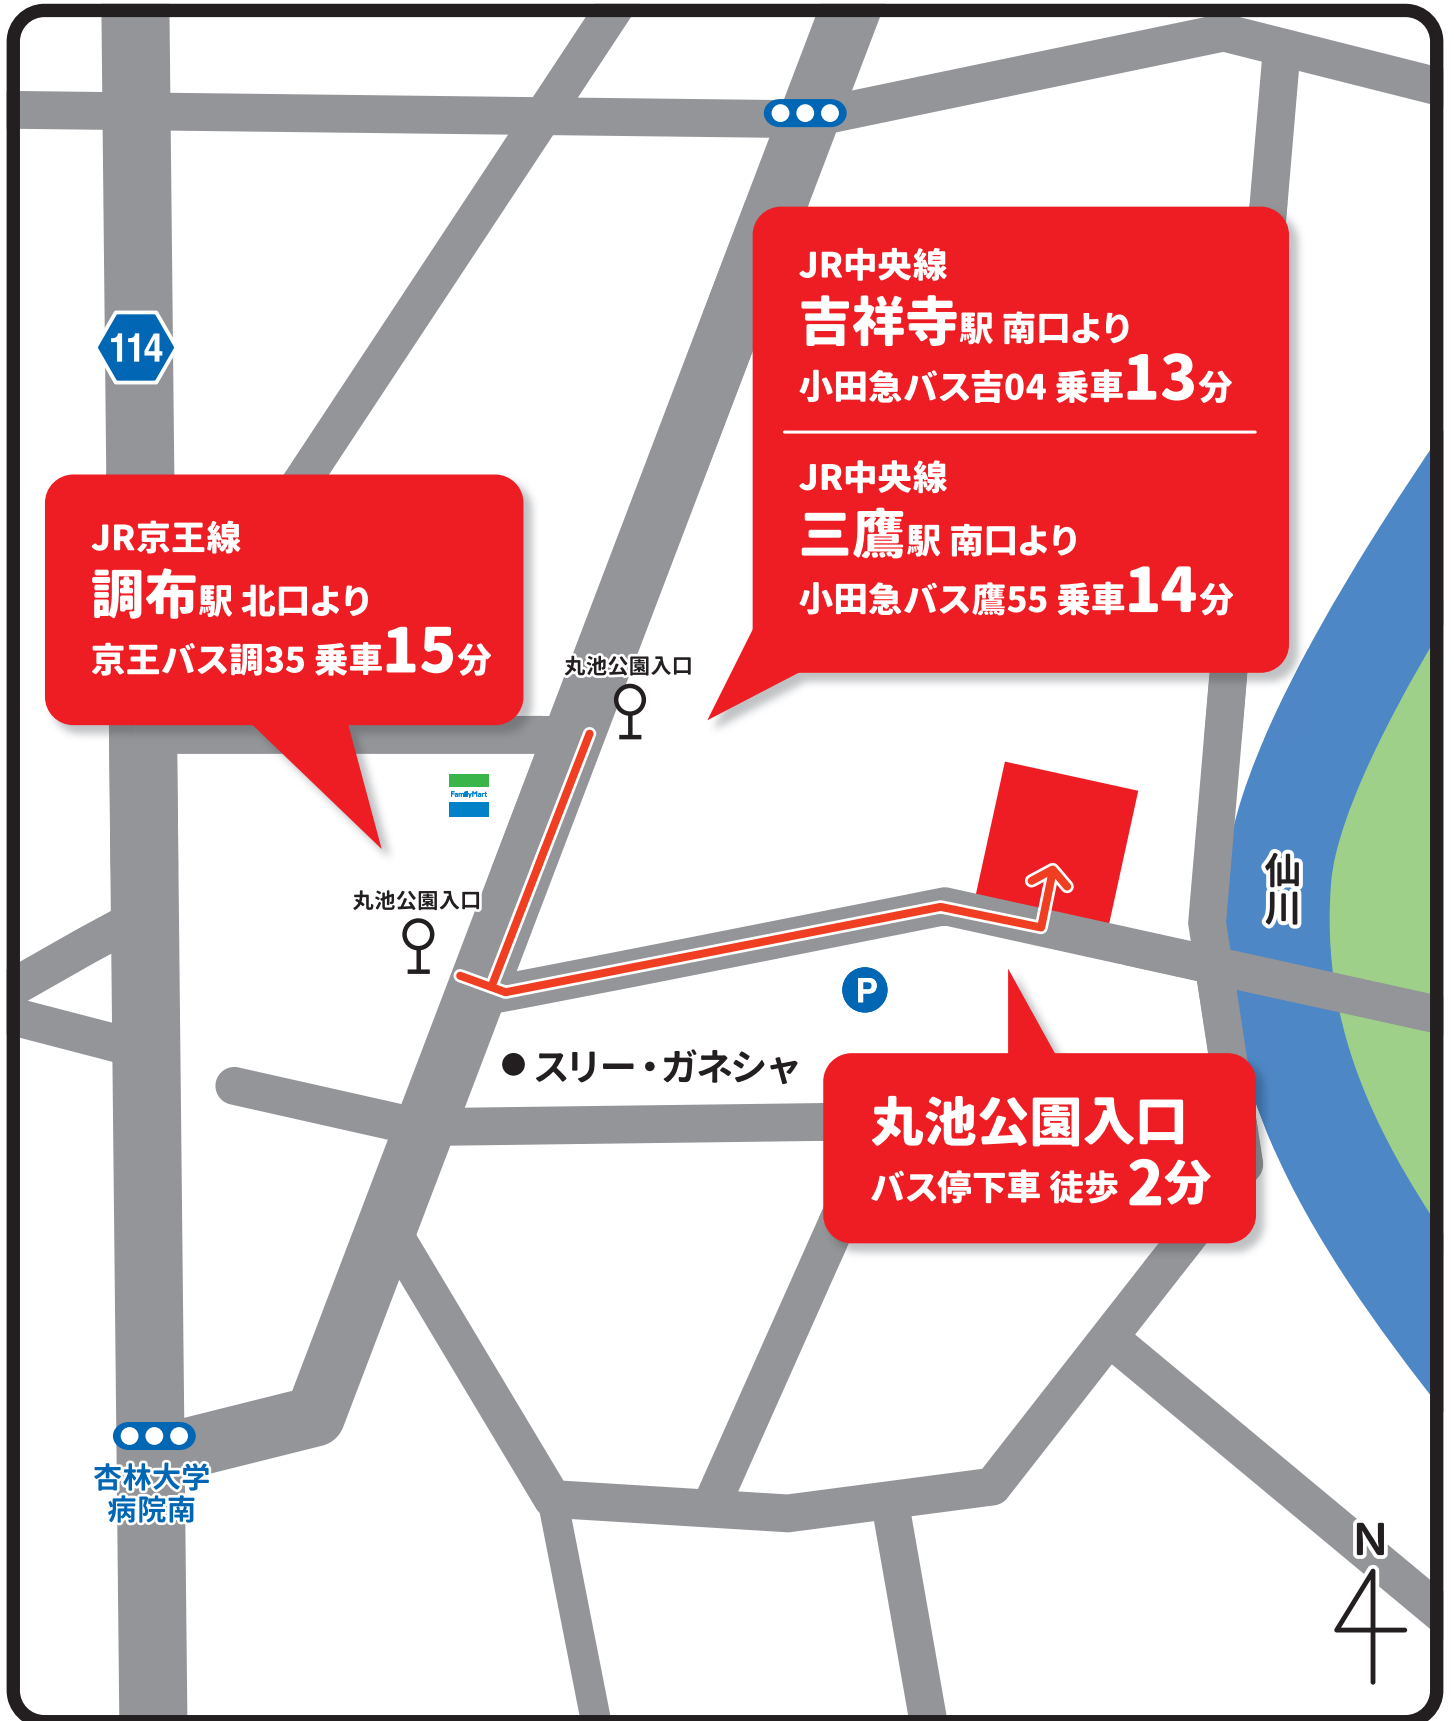 114
JR中央線
吉祥寺駅 南口より
小田急バス吉04 乗車13分
JR中央線
三鷹駅 南口より
小田急バス鷹55 乗車14分
JR京王線
調布駅 北口より
京王バス調35 乗車15分
丸池公園入口
FamilyMart
丸池公園入口
仙川
P
スリー・ガネシャ
丸池公園入口
バス停下車 徒歩 2分
杏林大学
病院南
N